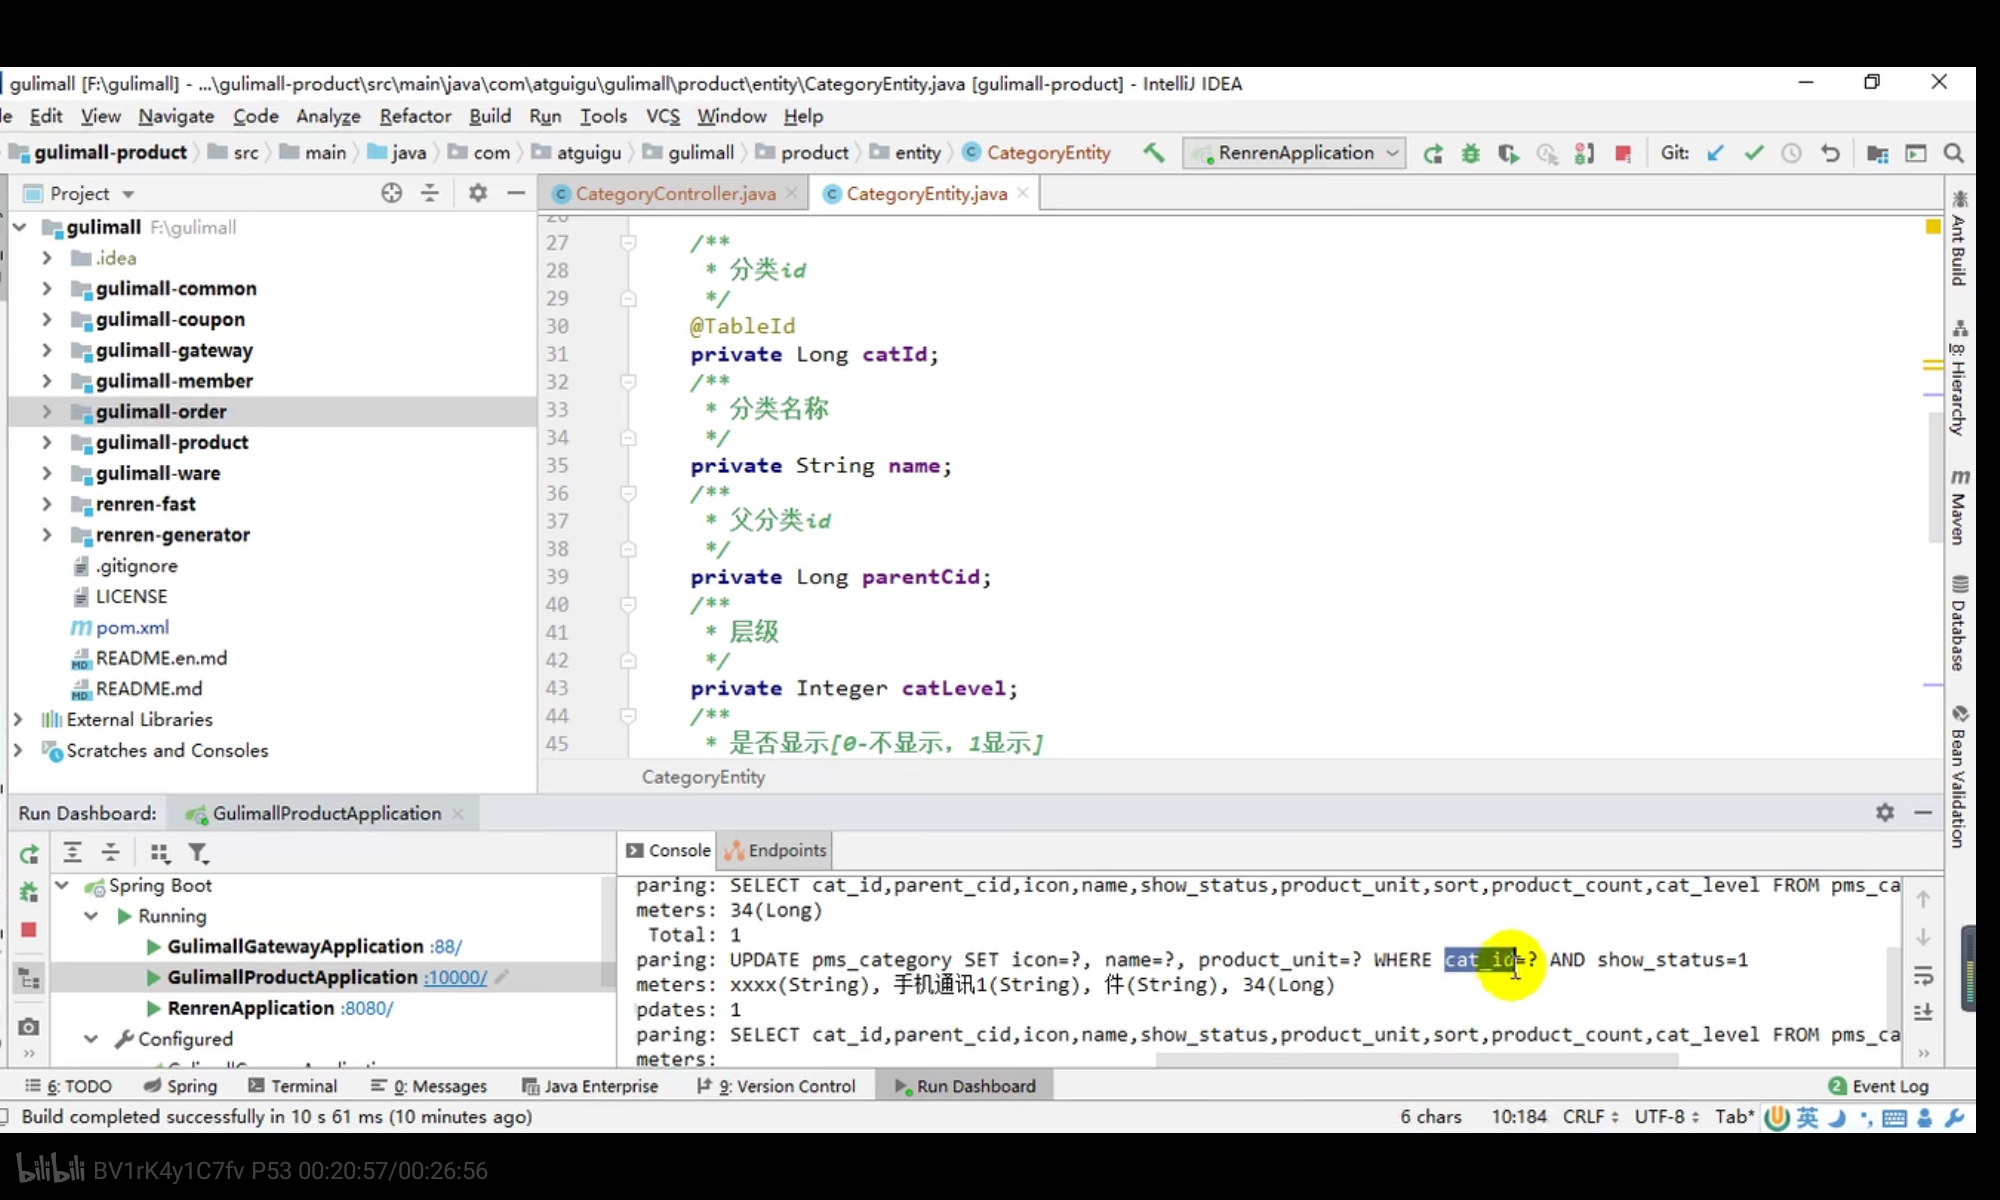 gulimall [F:\gulimall] - ...\gulimall-product\src\main\java\com\atguigu\gulimall\product\entity\CategoryEntity.java [gulimall-product] - IntelliJ IDEA
Edit View Navigate Code Analyze Refactor Build Run Tools VCS Window Help
gulimall-product src main java com atguigu gulimall product entity CategoryEntity RenrenApplication Git:
Project
CategoryController.java CategoryEntity.java
gulimall F:\gulimall
.idea
gulimall-common
gulimall-coupon
gulimall-gateway
gulimall-member
gulimall-order
gulimall-product
gulimall-ware
renren-fast
renren-generator
.gitignore
LICENSE
pom.xml
README.en.md
README.md
External Libraries
Scratches and Consoles
27 /**
28 * 分类id
29 */
30 @TableId
31 private Long catId;
32 /**
33 * 分类名称
34 */
35 private String name;
36 /**
37 * 父分类id
38 */
39 private Long parentCid;
40 /**
41 * 层级
42 */
43 private Integer catLevel;
44 /**
45 * 是否显示[0-不显示，1显示]
CategoryEntity
Ant Build
8: Hierarchy
Maven
Database
Bean Validation
Run Dashboard: GulimallProductApplication
Console Endpoints
Spring Boot
Running
GulimallGatewayApplication :88/
GulimallProductApplication :10000/
RenrenApplication :8080/
Configured
paring: SELECT cat_id,parent_cid,icon,name,show_status,product_unit,sort,product_count,cat_level FROM pms_ca
meters: 34(Long)
Total: 1
paring: UPDATE pms_category SET icon=?, name=?, product_unit=? WHERE cat_id=? AND show_status=1
meters: xxxx(String), 手机通讯1(String), 件(String), 34(Long)
pdates: 1
paring: SELECT cat_id,parent_cid,icon,name,show_status,product_unit,sort,product_count,cat_level FROM pms_ca
meters:
6: TODO Spring Terminal 0: Messages Java Enterprise 9: Version Control Run Dashboard 2 Event Log
Build completed successfully in 10 s 61 ms (10 minutes ago) 6 chars 10:184 CRLF UTF-8 Tab* 英
bilibili BV1rK4y1C7fv P53 00:20:57/00:26:56